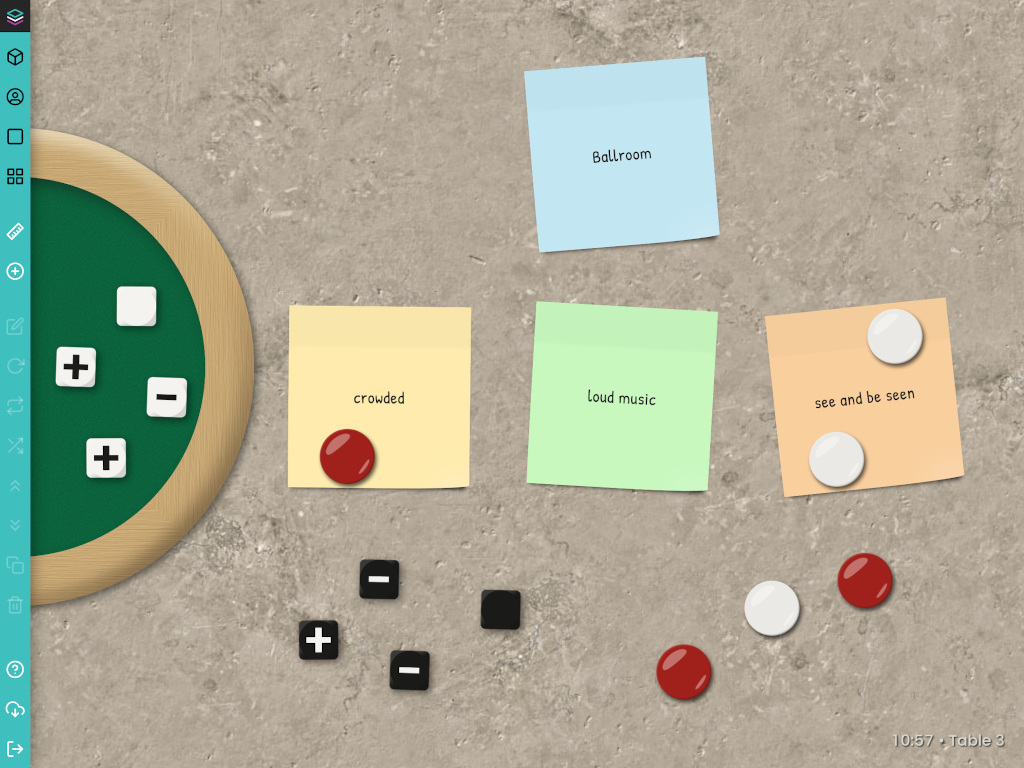 Ballroom
crowded
loud music
see and be seen
10:57 • Table 3